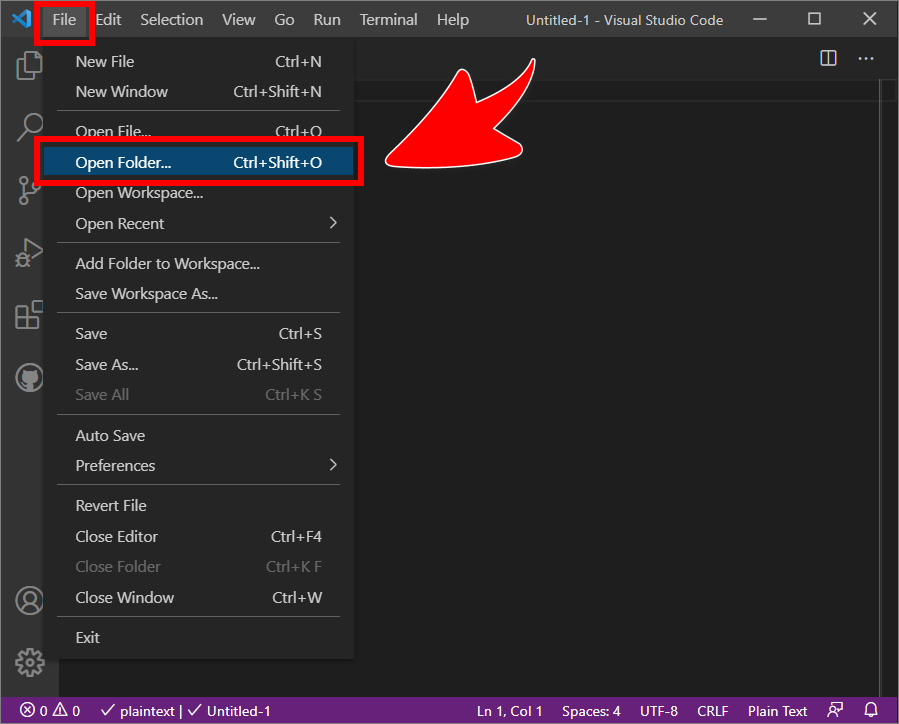 File Edit Selection View Go Run Terminal Help Untitled-1 - Visual Studio Code
New File Ctrl+N
New Window Ctrl+Shift+N
Open File... Ctrl+O
Open Folder... Ctrl+Shift+O
Open Workspace...
Open Recent
Add Folder to Workspace...
Save Workspace As...
Save Ctrl+S
Save As... Ctrl+Shift+S
Save All Ctrl+K S
Auto Save
Preferences
Revert File
Close Editor Ctrl+F4
Close Folder Ctrl+K F
Close Window Ctrl+W
Exit
0 0 plaintext | Untitled-1 Ln 1, Col 1 Spaces: 4 UTF-8 CRLF Plain Text